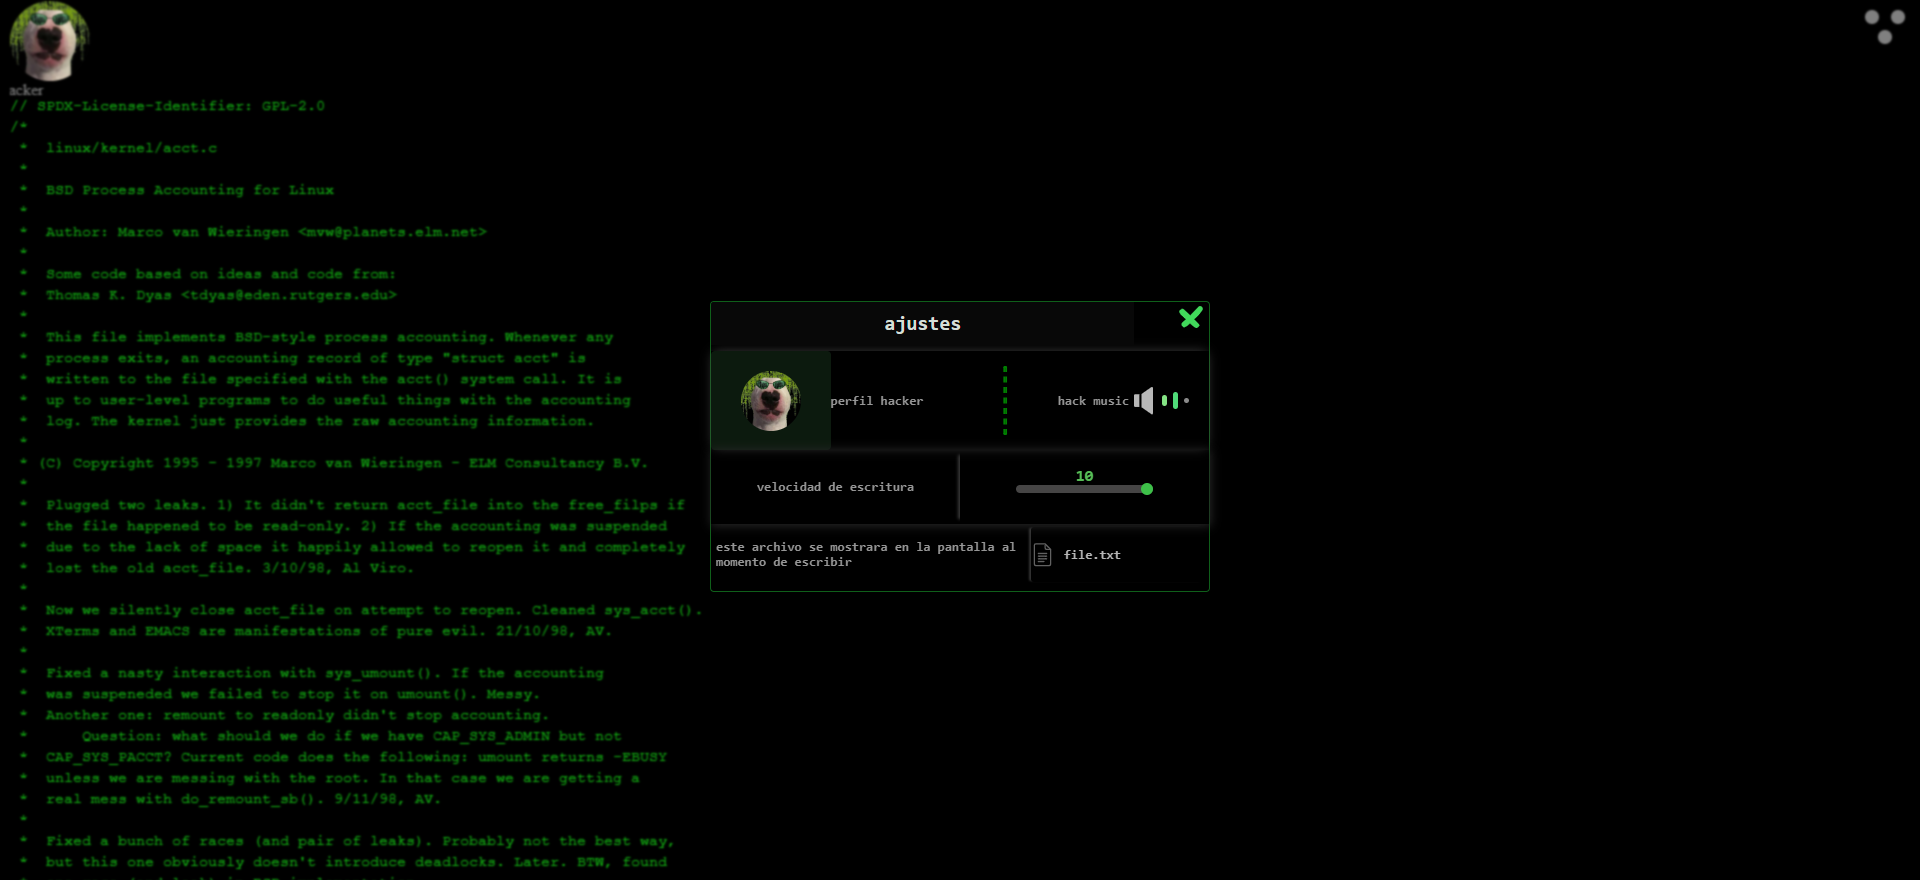 acker
// SPDX-License-Identifier: GPL-2.0
/*
 *  linux/kernel/acct.c
 *
 *  BSD Process Accounting for Linux
 *
 *  Author: Marco van Wieringen <mvw@planets.elm.net>
 *
 *  Some code based on ideas and code from:
 *  Thomas K. Dyas <tdyas@eden.rutgers.edu>
 *
 *  This file implements BSD-style process accounting. Whenever any
 *  process exits, an accounting record of type "struct acct" is
 *  written to the file specified with the acct() system call. It is
 *  up to user-level programs to do useful things with the accounting
 *  log. The kernel just provides the raw accounting information.
 *
 * (C) Copyright 1995 - 1997 Marco van Wieringen - ELM Consultancy B.V.
 *
 *  Plugged two leaks. 1) It didn't return acct_file into the free_filps if
 *  the file happened to be read-only. 2) If the accounting was suspended
 *  due to the lack of space it happily allowed to reopen it and completely
 *  lost the old acct_file. 3/10/98, Al Viro.
 *
 *  Now we silently close acct_file on attempt to reopen. Cleaned sys_acct().
 *  XTerms and EMACS are manifestations of pure evil. 21/10/98, AV.
 *
 *  Fixed a nasty interaction with sys_umount(). If the accounting
 *  was suspeneded we failed to stop it on umount(). Messy.
 *  Another one: remount to readonly didn't stop accounting.
 *      Question: what should we do if we have CAP_SYS_ADMIN but not
 *  CAP_SYS_PACCT? Current code does the following: umount returns -EBUSY
 *  unless we are messing with the root. In that case we are getting a
 *  real mess with do_remount_sb(). 9/11/98, AV.
 *
 *  Fixed a bunch of races (and pair of leaks). Probably not the best way,
 *  but this one obviously doesn't introduce deadlocks. Later. BTW, found
ajustes
perfil hacker
hack music
velocidad de escritura
10
este archivo se mostrara en la pantalla al
momento de escribir
file.txt